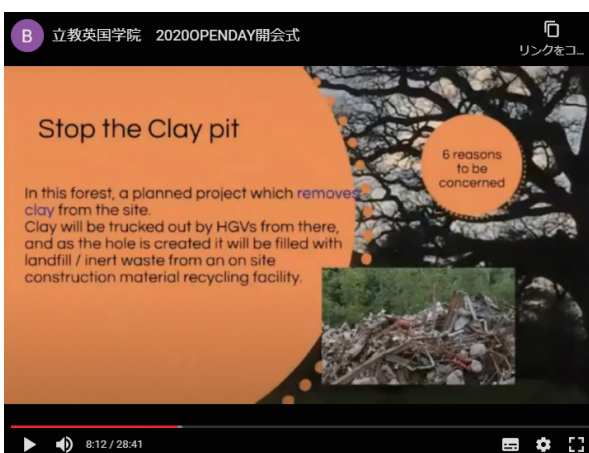 B
立教英国学院 2020OPENDAY開会式
リンクをコ...
Stop the Clay pit
6 reasons
to be
concerned
In this forest, a planned project which removes
clay from the site.
Clay will be trucked out by HGVs from there,
and as the hole is created it will be filled with
landfill / inert waste from an on site
construction material recycling facility.
8:12 / 28:41